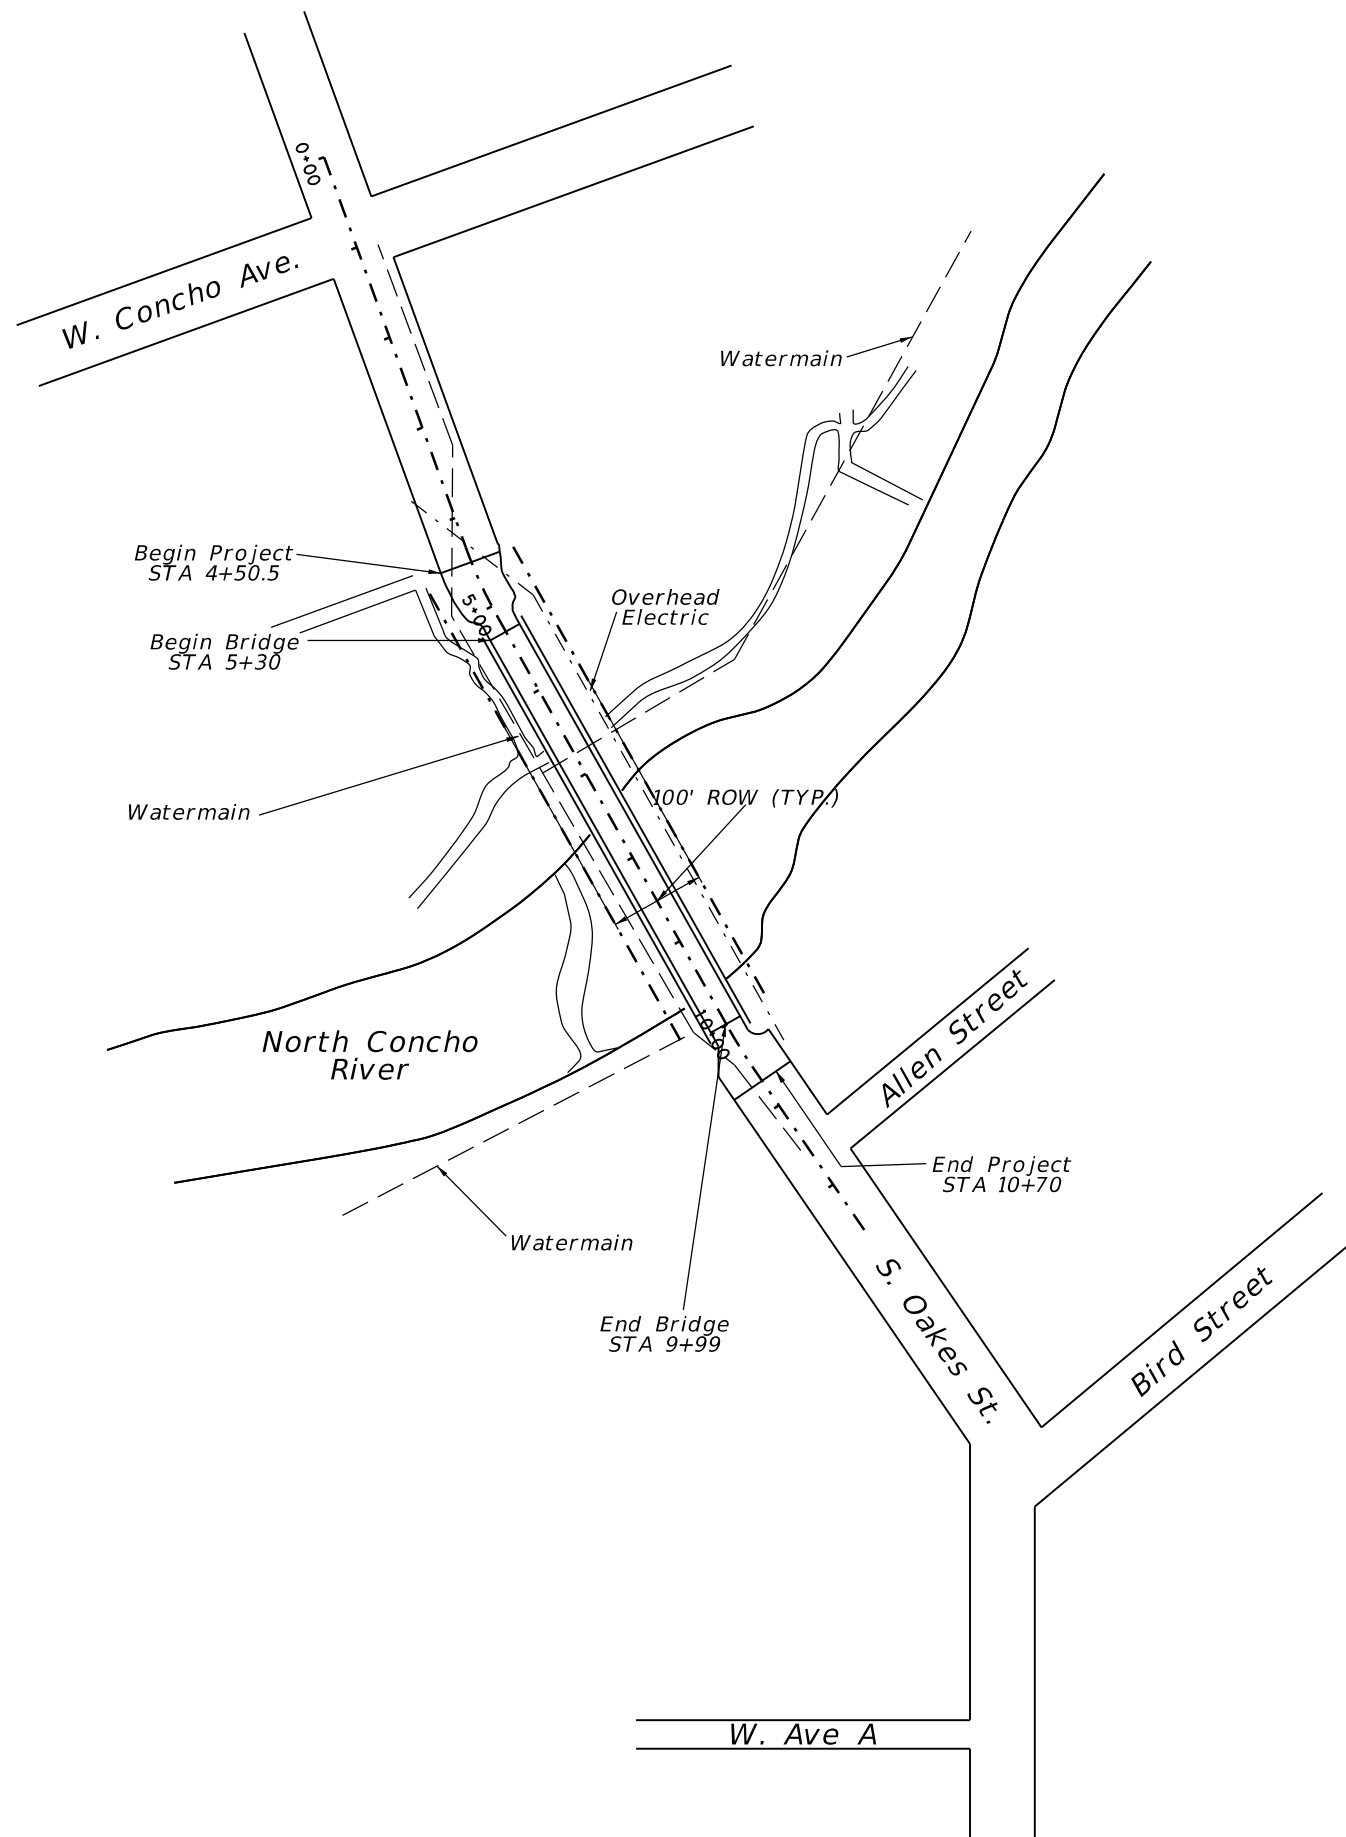 0+00
W. Concho Ave.
Watermain
Begin Project
STA 4+50.5
5+00
Overhead
Electric
Begin Bridge
STA 5+30
Watermain
100' ROW (TYP.)
10+00
North Concho
River
Allen Street
End Project
STA 10+70
Watermain
S. Oakes St.
Bird Street
End Bridge
STA 9+99
W. Ave A